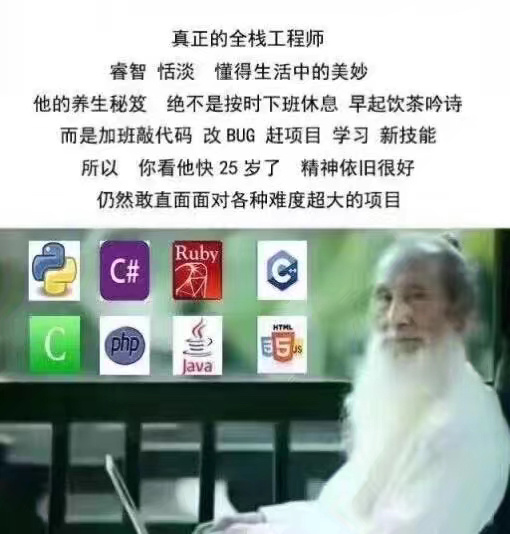 真正的全栈工程师
睿智 恬淡 懂得生活中的美妙
他的养生秘笈 绝不是按时下班休息 早起饮茶吟诗
而是加班敲代码 改 BUG 赶项目 学习 新技能
所以 你看他快 25 岁了 精神依旧很好
仍然敢直面面对各种难度超大的项目
C# Ruby C++
C php Java HTML 5 JS